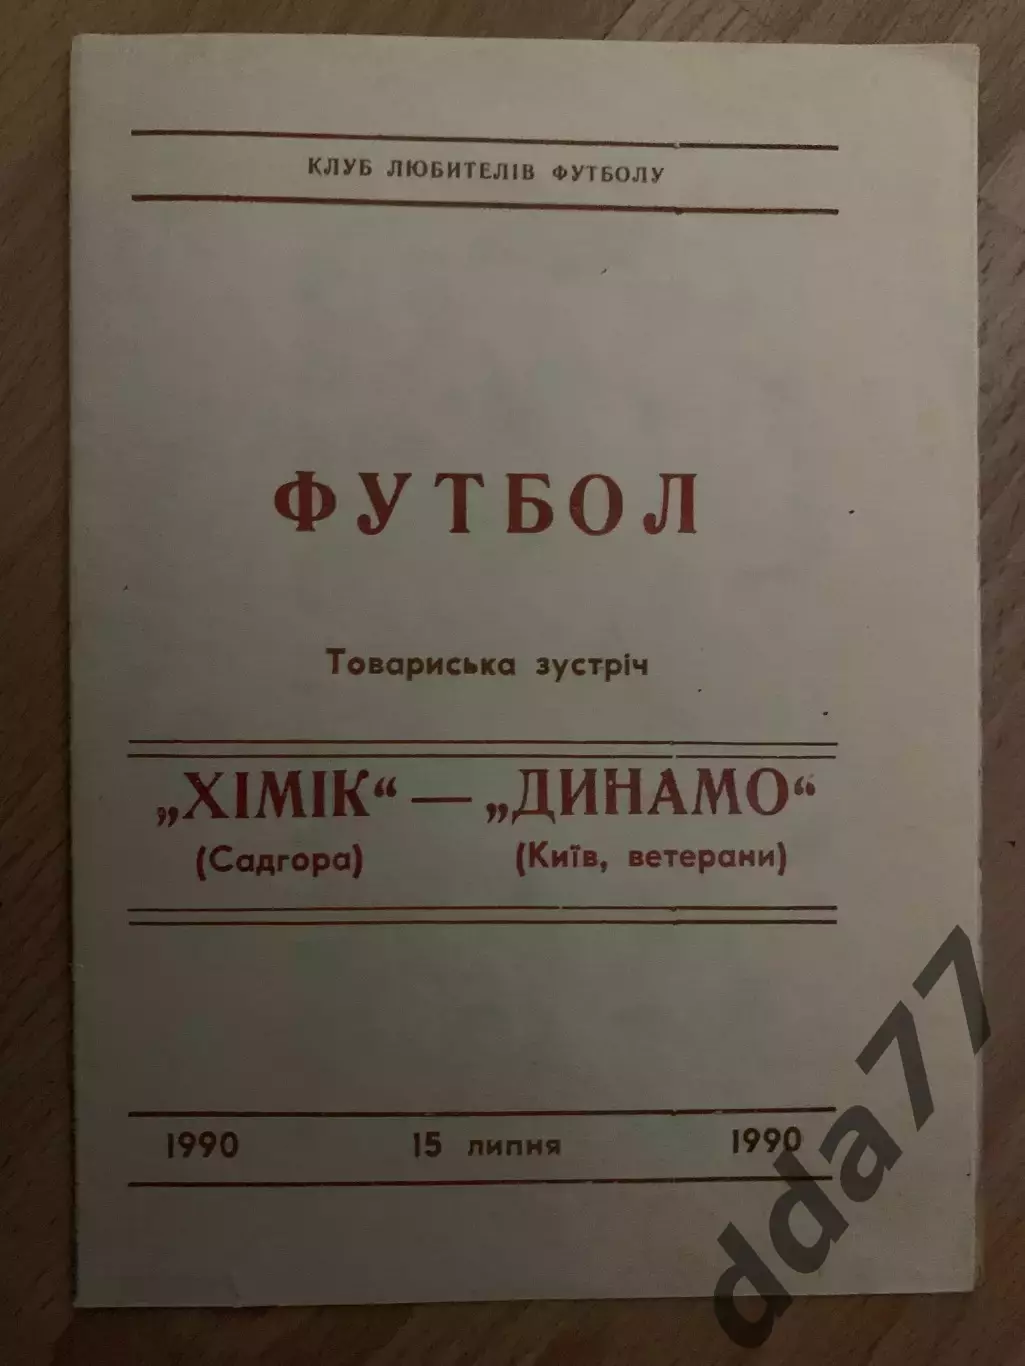 КЛУБ ЛЮБИТЕЛІВ ФУТБОЛУ
ФУТБОЛ
Товариська зустріч
„ХІМІК“ — „ДИНАМО“
(Садгора) (Київ, ветерани)
1990 15 липня 1990
dda77